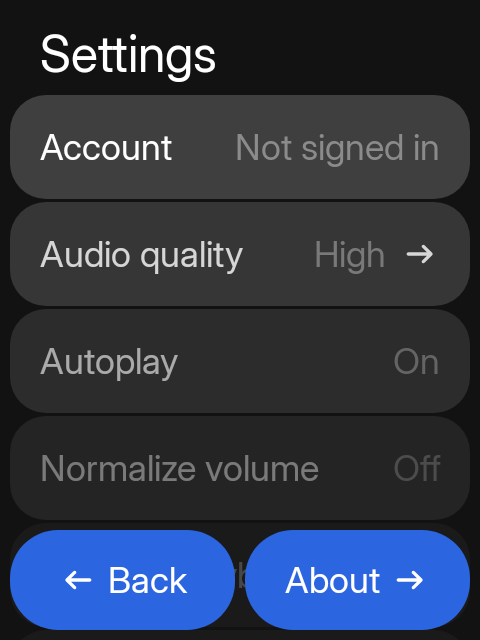 Settings
Account Not signed in
Audio quality High →
Autoplay On
Normalize volume Off
← Back About →